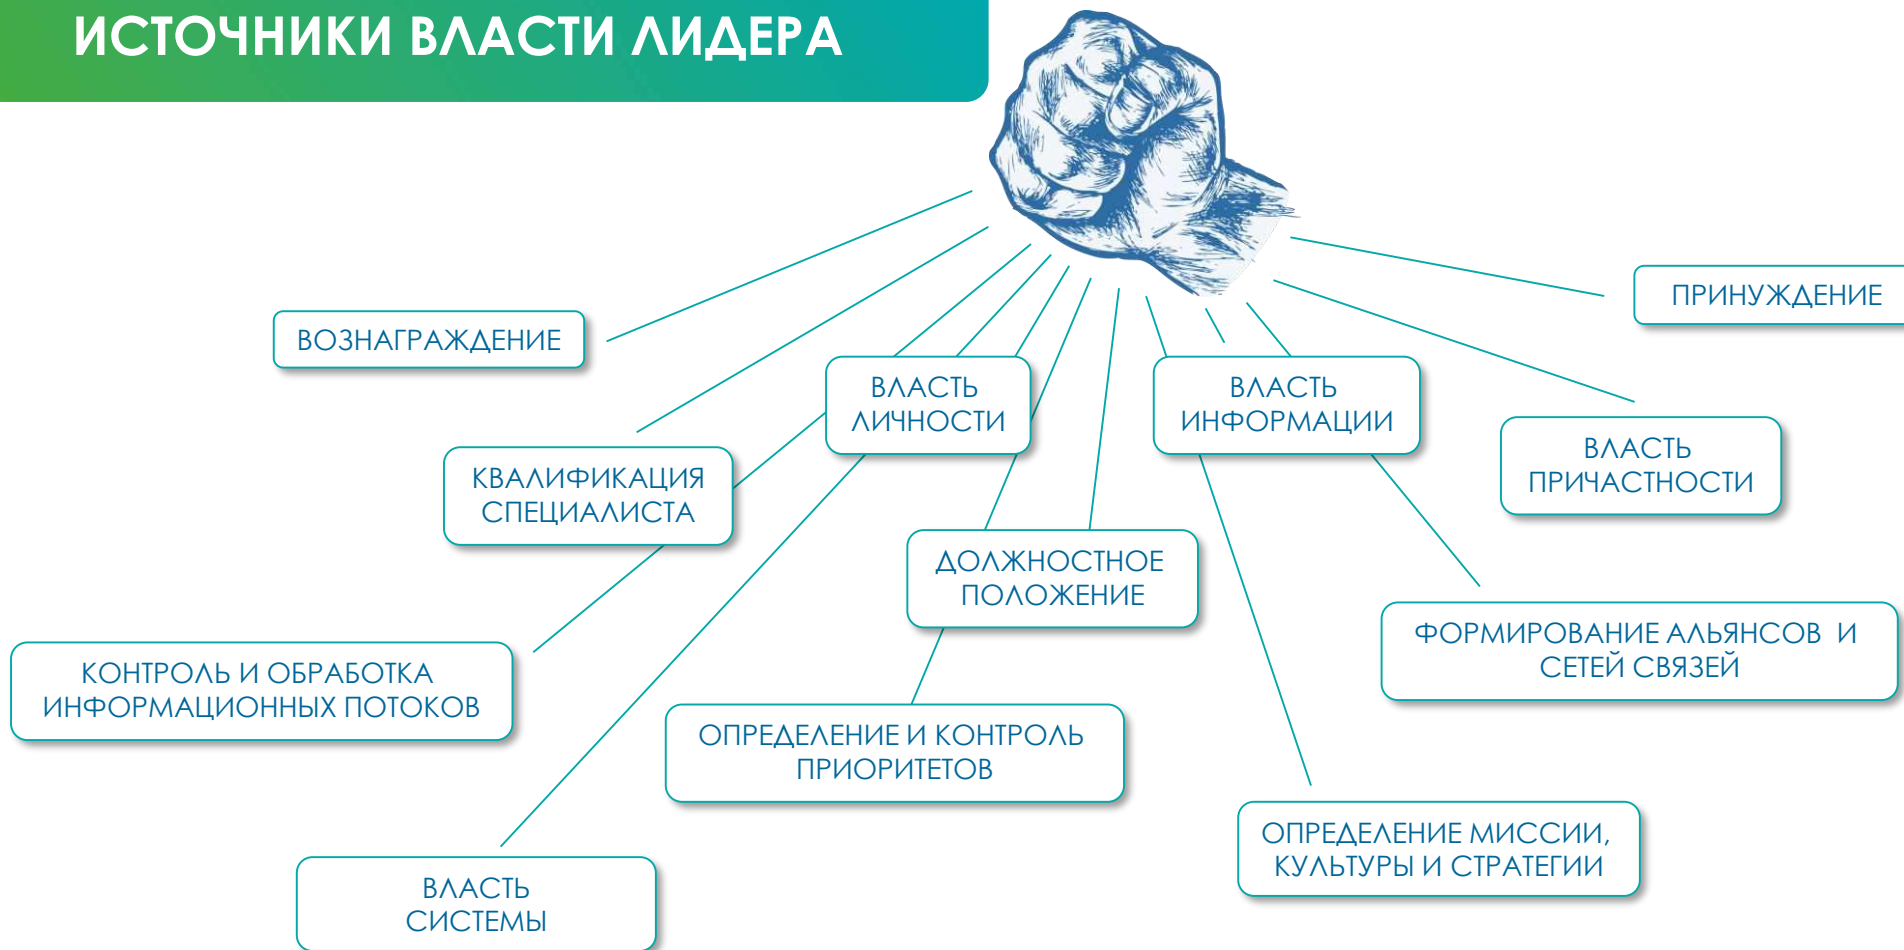 ИСТОЧНИКИ ВЛАСТИ ЛИДЕРА
ПРИНУЖДЕНИЕ
ВОЗНАГРАЖДЕНИЕ
ВЛАСТЬ
ЛИЧНОСТИ
ВЛАСТЬ
ИНФОРМАЦИИ
ВЛАСТЬ
ПРИЧАСТНОСТИ
КВАЛИФИКАЦИЯ
СПЕЦИАЛИСТА
ДОЛЖНОСТНОЕ
ПОЛОЖЕНИЕ
ФОРМИРОВАНИЕ АЛЬЯНСОВ И
СЕТЕЙ СВЯЗЕЙ
КОНТРОЛЬ И ОБРАБОТКА
ИНФОРМАЦИОННЫХ ПОТОКОВ
ОПРЕДЕЛЕНИЕ И КОНТРОЛЬ
ПРИОРИТЕТОВ
ОПРЕДЕЛЕНИЕ МИССИИ,
КУЛЬТУРЫ И СТРАТЕГИИ
ВЛАСТЬ
СИСТЕМЫ